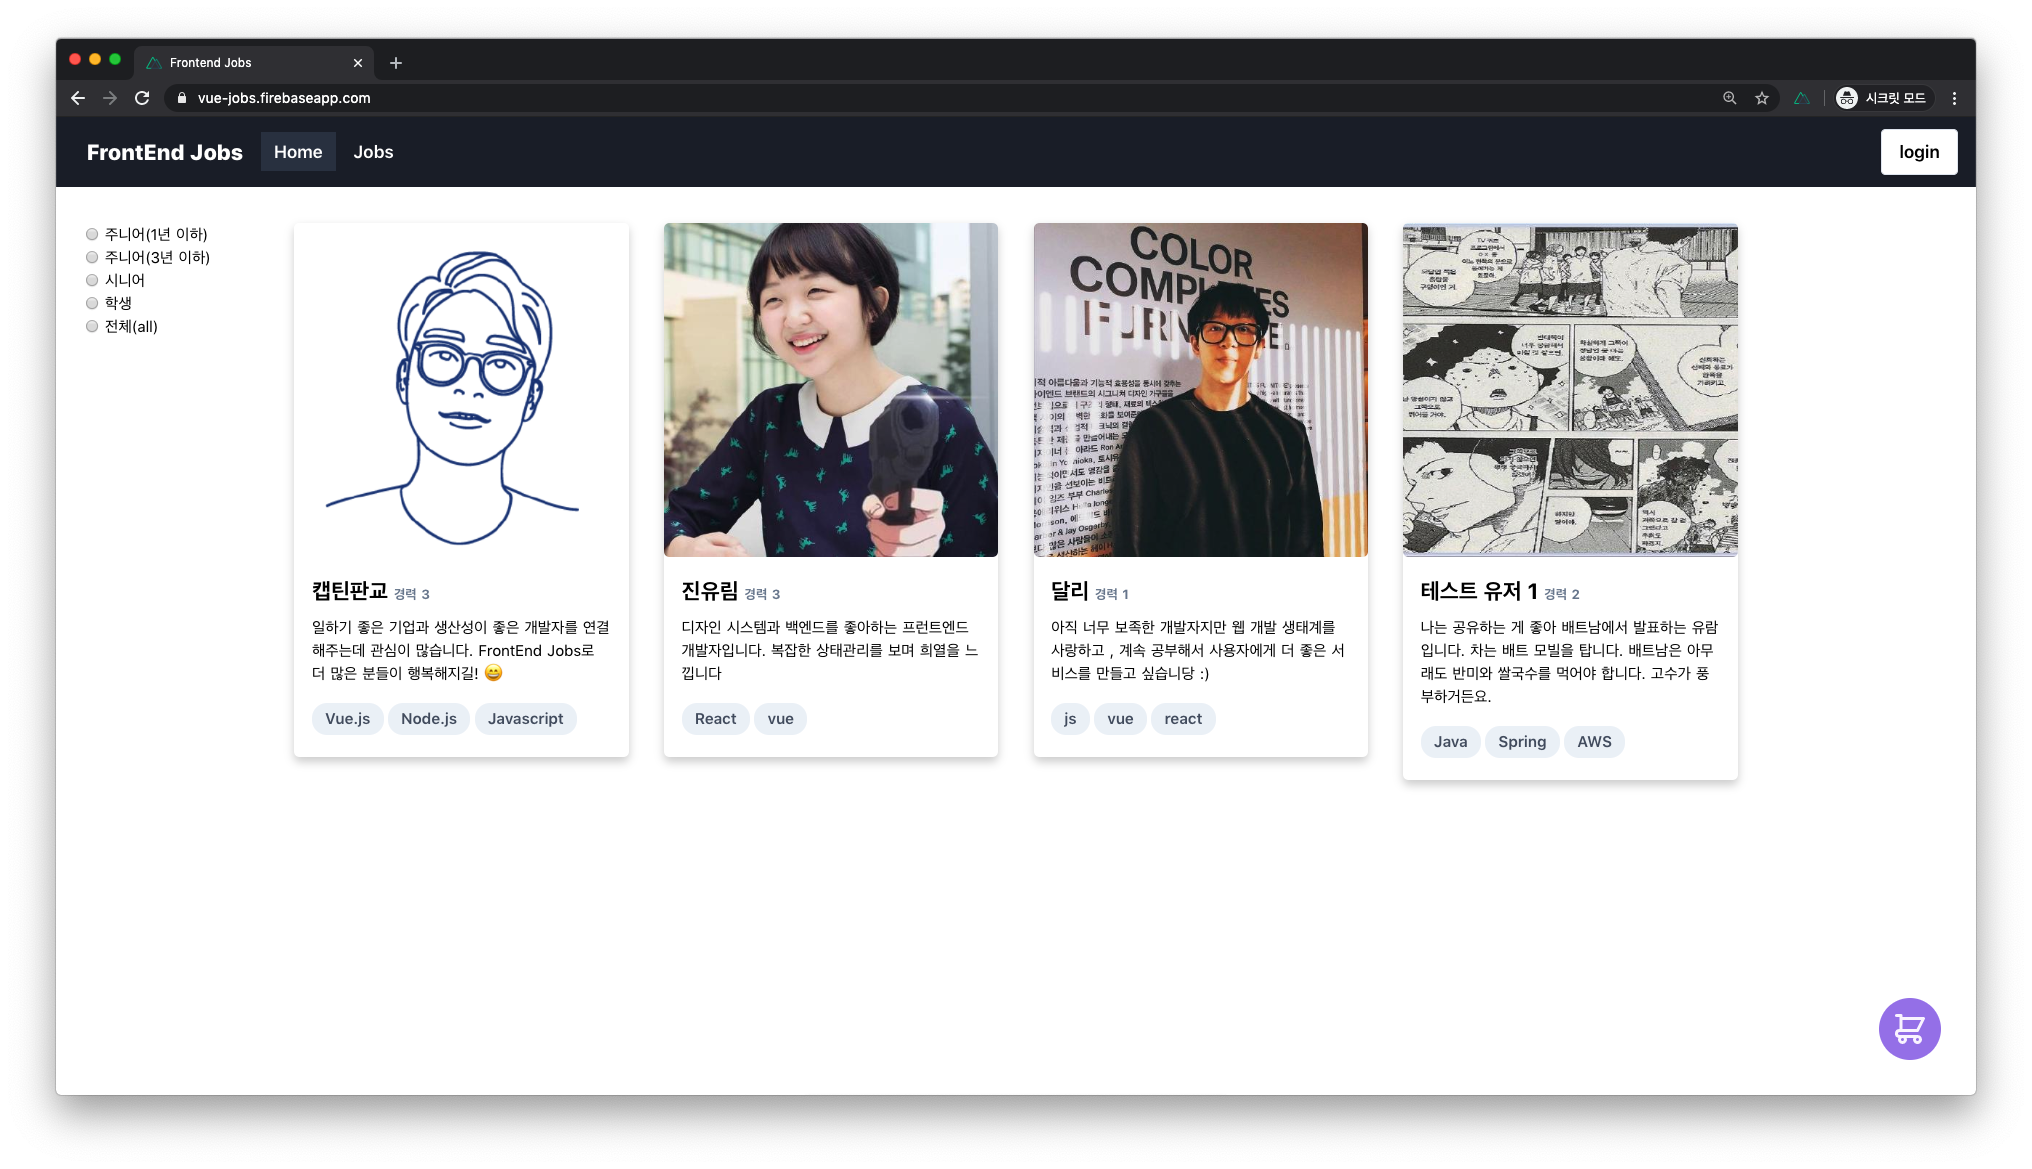 Frontend Jobs
vue-jobs.firebaseapp.com
시크릿 모드
FrontEnd Jobs
Home
Jobs
login
주니어(1년 이하)
주니어(3년 이하)
시니어
학생
전체(all)
캡틴판교 경력 3
일하기 좋은 기업과 생산성이 좋은 개발자를 연결
해주는데 관심이 많습니다. FrontEnd Jobs로
더 많은 분들이 행복해지길! 😄
Vue.js
Node.js
Javascript
진유림 경력 3
디자인 시스템과 백엔드를 좋아하는 프런트엔드
개발자입니다. 복잡한 상태관리를 보며 희열을 느
낍니다
React
vue
COLOR
달리 경력 1
아직 너무 보족한 개발자지만 웹 개발 생태계를
사랑하고 , 계속 공부해서 사용자에게 더 좋은 서
비스를 만들고 싶습니당 :)
js
vue
react
테스트 유저 1 경력 2
나는 공유하는 게 좋아 배트남에서 발표하는 유람
입니다. 차는 배트 모빌을 탑니다. 배트남은 아무
래도 반미와 쌀국수를 먹어야 합니다. 고수가 풍
부하거든요.
Java
Spring
AWS